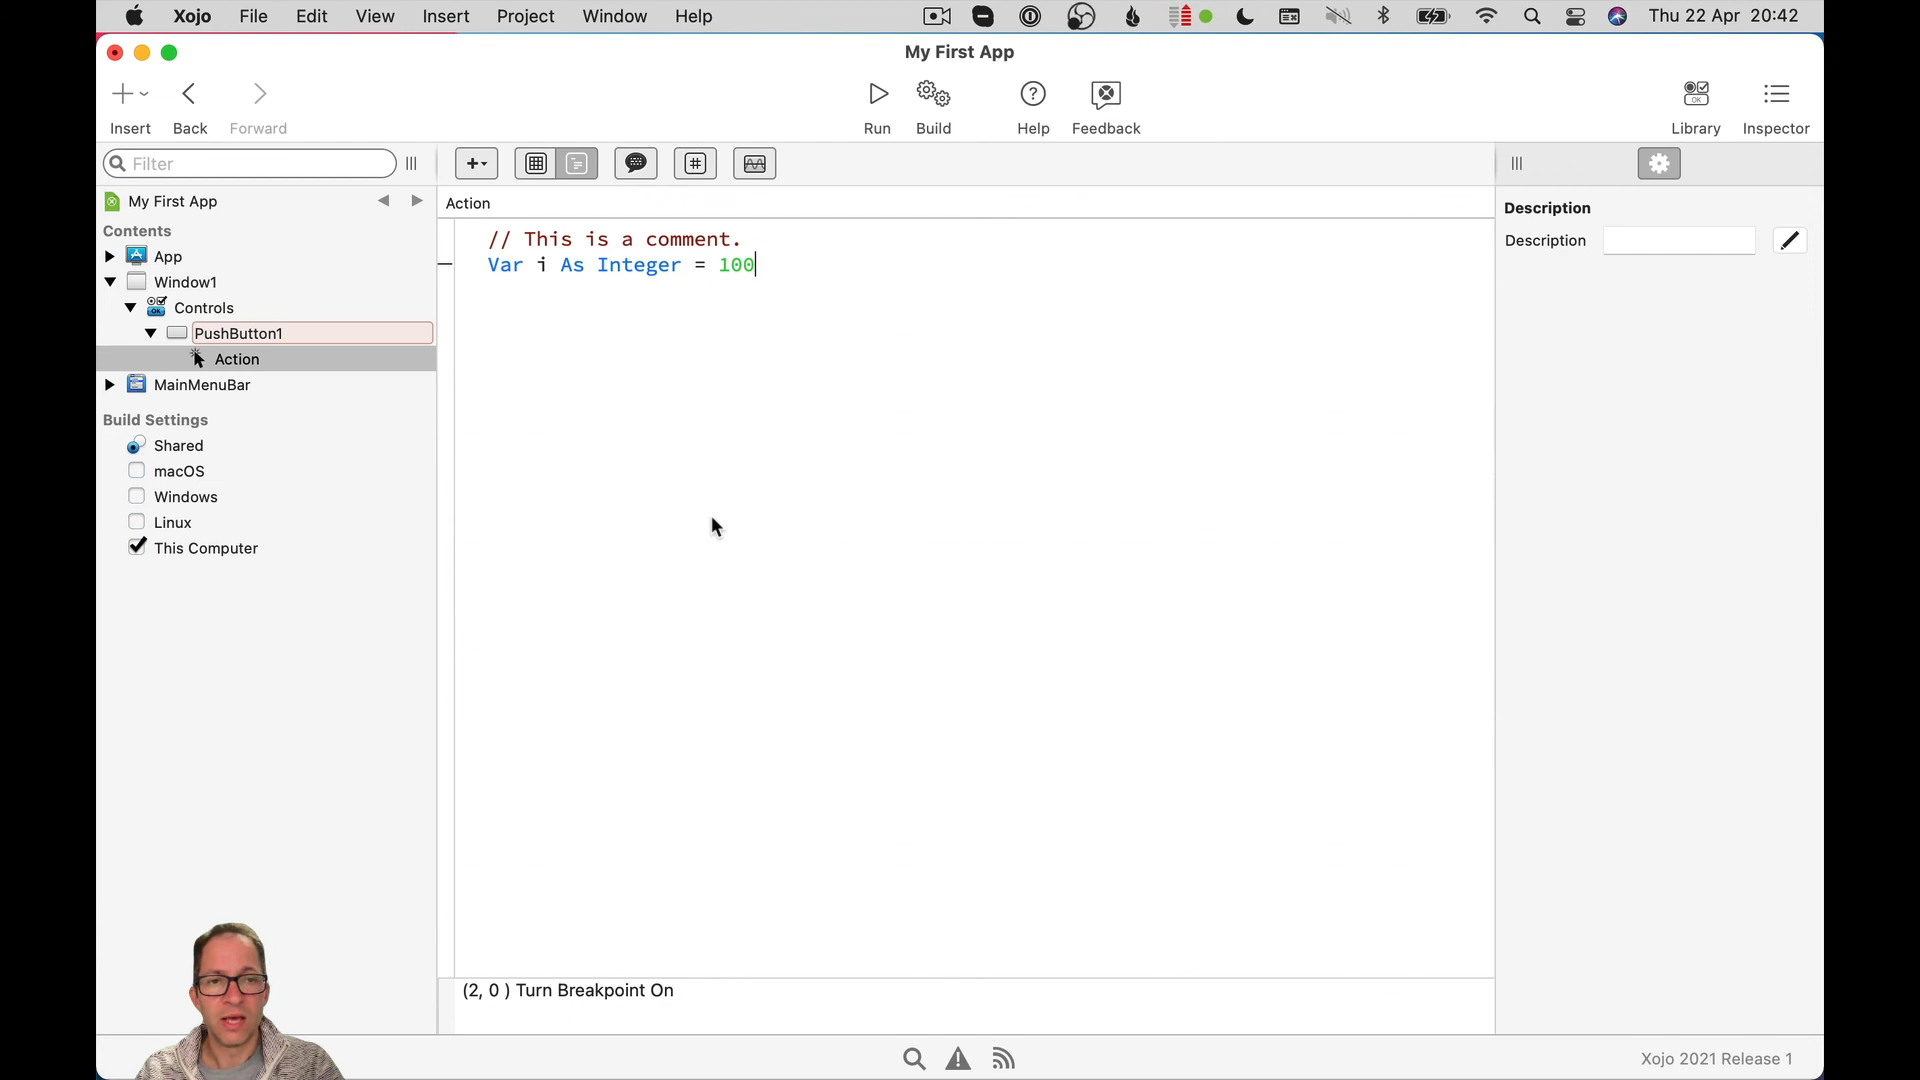 Xojo File Edit View Insert Project Window Help Thu 22 Apr 20:42
My First App
Insert Back Forward Run Build Help Feedback Library Inspector
Filter
My First App
Contents
App
Window1
Controls
PushButton1
Action
MainMenuBar
Build Settings
Shared
macOS
Windows
Linux
This Computer
Action
// This is a comment.
Var i As Integer = 100
(2, 0 ) Turn Breakpoint On
Description
Description
Xojo 2021 Release 1